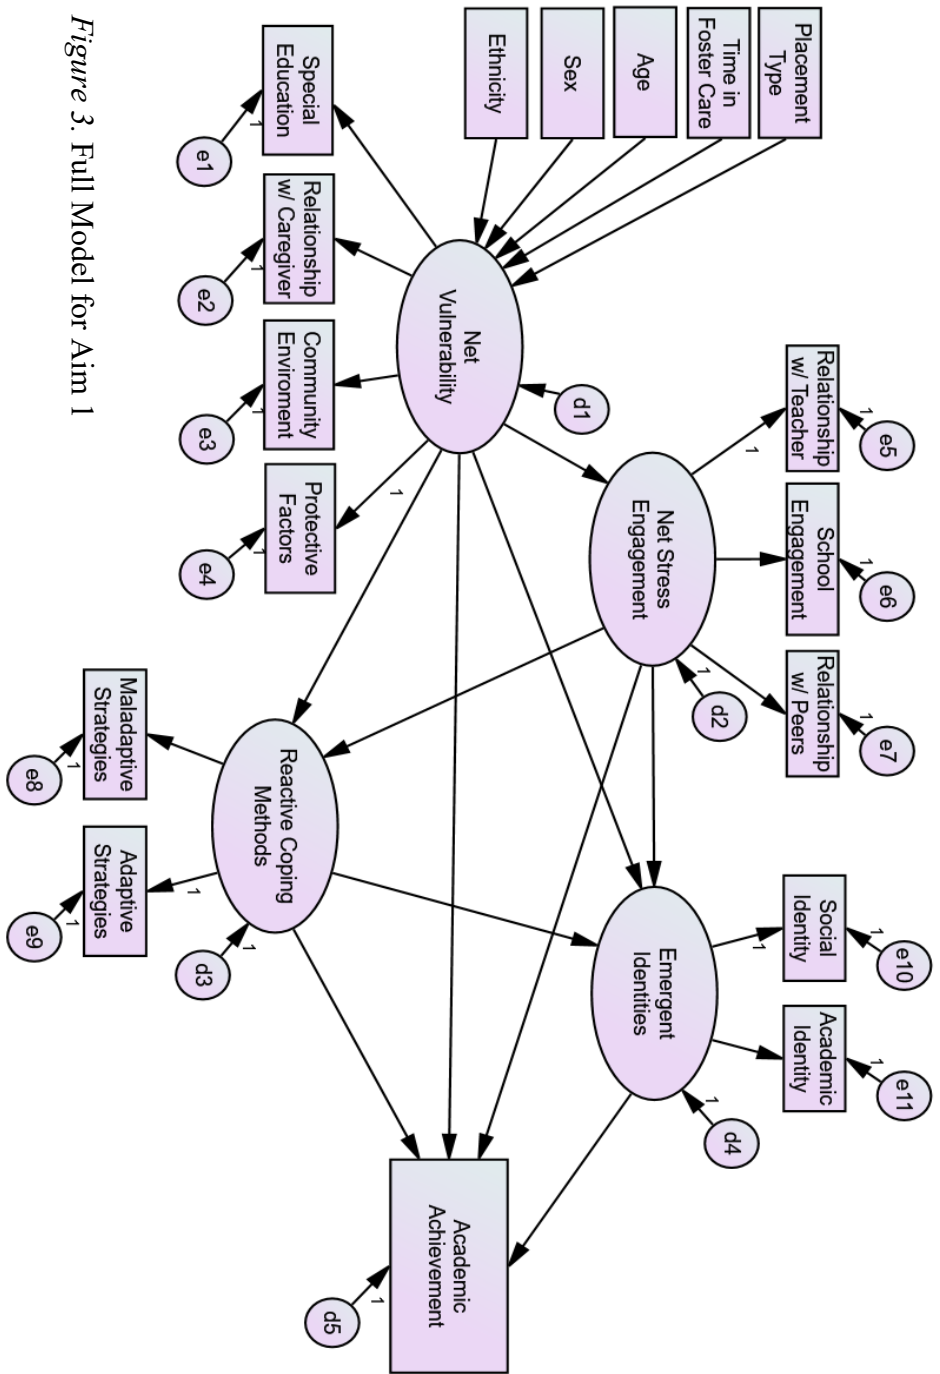 Placement
Type
Time in
Foster Care
Age
Sex
Ethnicity
Special
Education
1
e1
Relationship
w/ Caregiver
1
e2
Community
Enviroment
1
e3
Protective
Factors
1
1
e4
Net
Vulnerability
d1
Relationship
w/ Teacher
1
e5
1
School
Engagement
1
e6
Relationship
w/ Peers
1
e7
Net Stress
Engagement
1
d2
Maladaptive
Strategies
1
e8
Adaptive
Strategies
1
1
e9
Reactive Coping
Methods
1
d3
Social
Identity
1
1
e10
Academic
Identity
1
e11
Emergent
Identities
1
d4
Academic
Achievement
1
d5
Figure 3. Full Model for Aim 1